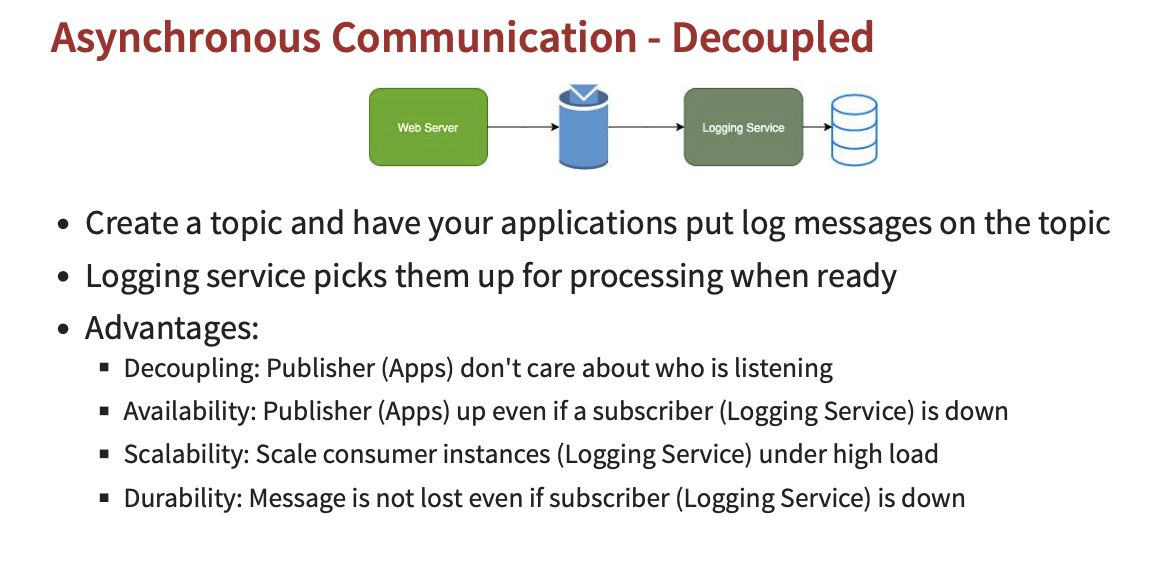 Asynchronous Communication - Decoupled
Web Server
Logging Service
• Create a topic and have your applications put log messages on the topic
• Logging service picks them up for processing when ready
• Advantages:
▪ Decoupling: Publisher (Apps) don't care about who is listening
▪ Availability: Publisher (Apps) up even if a subscriber (Logging Service) is down
▪ Scalability: Scale consumer instances (Logging Service) under high load
▪ Durability: Message is not lost even if subscriber (Logging Service) is down